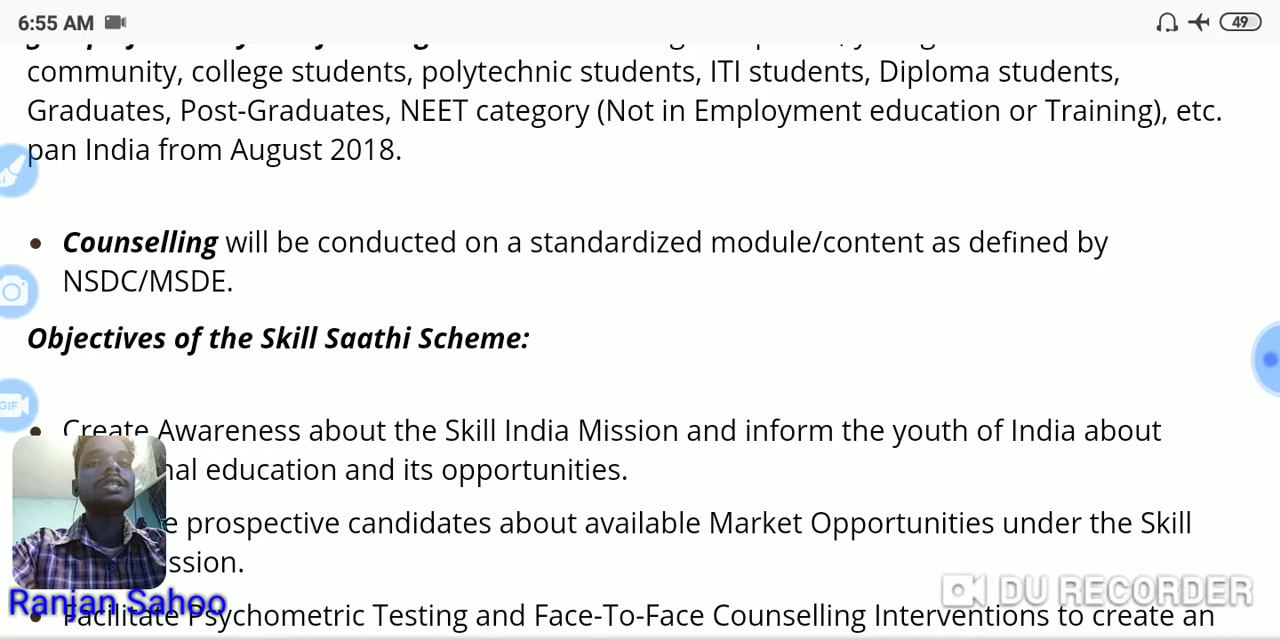 6:55 AM
49
community, college students, polytechnic students, ITI students, Diploma students,
Graduates, Post-Graduates, NEET category (Not in Employment education or Training), etc.
pan India from August 2018.
• Counselling will be conducted on a standardized module/content as defined by
NSDC/MSDE.
Objectives of the Skill Saathi Scheme:
• Create Awareness about the Skill India Mission and inform the youth of India about
education and its opportunities.
prospective candidates about available Market Opportunities under the Skill
GIF
Ranjan Sahoo
DU RECORDER
• Facilitate Psychometric Testing and Face-To-Face Counselling Interventions to create an